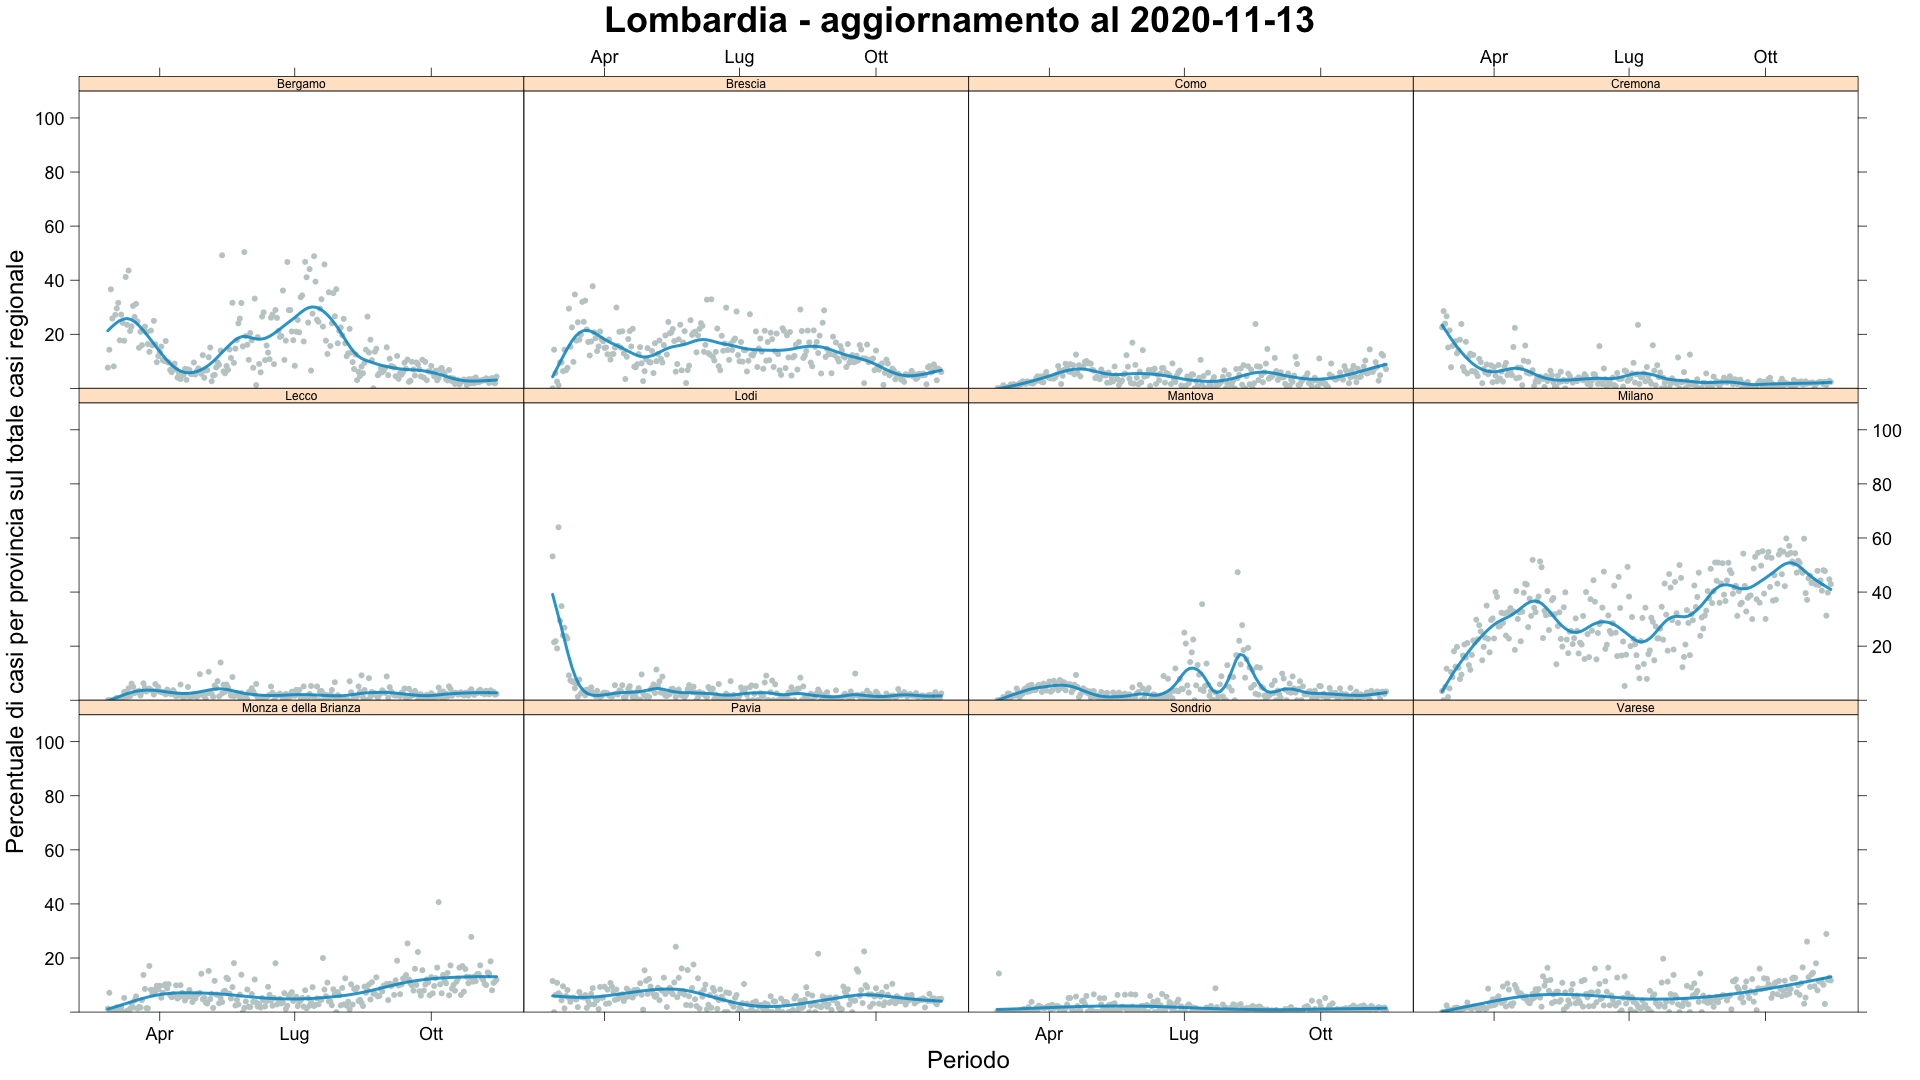 Lombardia - aggiornamento al 2020-11-13
Apr Lug Ott Apr Lug Ott
Bergamo Brescia Como Cremona
100
80
60
40
20
Lecco Lodi Mantova Milano
100
80
60
40
20
Monza e della Brianza Pavia Sondrio Varese
100
80
60
40
20
Apr Lug Ott Apr Lug Ott
Periodo
Percentuale di casi per provincia sul totale casi regionale